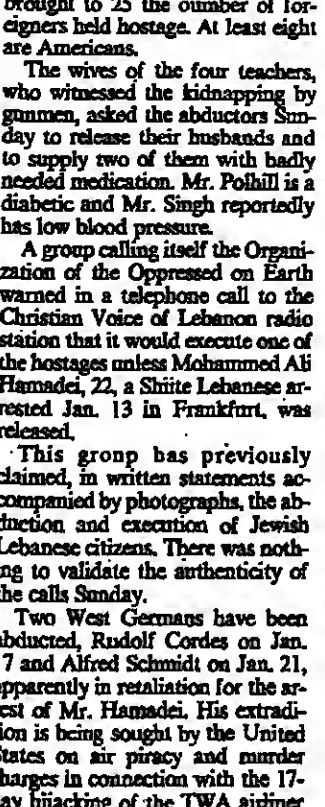 brought to 25 the number of for-
eigners held hostage. At least eight
are Americans.
The wives of the four teachers,
who witnessed the kidnapping by
gunmen, asked the abductors Sun-
day to release their husbands and
to supply two of them with badly
needed medication. Mr. Polhill is a
diabetic and Mr. Singh reportedly
has low blood pressure.
A group calling itself the Organi-
zation of the Oppressed on Earth
warned in a telephone call to the
Christian Voice of Lebanon radio
station that it would execute one of
the hostages unless Mohammed Ali
Hamadei, 22, a Shiite Lebanese ar-
rested Jan. 13 in Frankfurt, was
released.
This group has previously
claimed, in written statements ac-
companied by photographs, the ab-
duction and execution of Jewish
Lebanese citizens. There was noth-
ing to validate the authenticity of
the calls Sunday.
Two West Germans have been
abducted, Rudolf Cordes on Jan.
17 and Alfred Schmidt on Jan. 21,
apparently in retaliation for the ar-
rest of Mr. Hamadei. His extradi-
tion is being sought by the United
States on air piracy and murder
charges in connection with the 17-
day hijacking of the TWA airliner